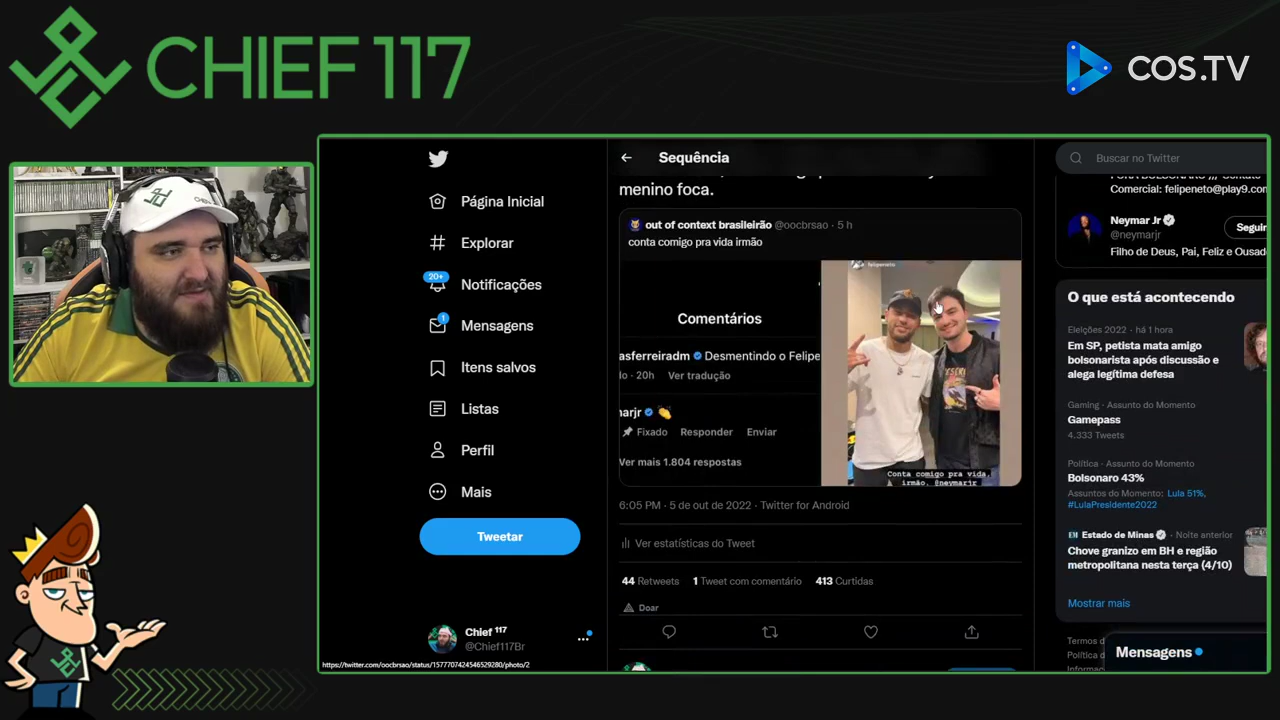 CHIEF 117
COS.TV
Página Inicial
Explorar
20+
Notificações
1
Mensagens
Itens salvos
Listas
Perfil
Mais
Tweetar
Chief 117
@Chief117Br
https://twitter.com/oocbrsao/status/1577707424546529280/photo/2
Sequência
menino foca.
out of context brasileirão @oocbrsao · 5 h
conta comigo pra vida irmão
Comentários
asferreiradm Desmentindo o Felipe
· 20h Ver tradução
marjr 👏
Fixado Responder Enviar
Ver mais 1.804 respostas
felipeneto
Conta comigo pra vida,
irmão. @neymarjr
6:05 PM · 5 de out de 2022 · Twitter for Android
Ver estatísticas do Tweet
44 Retweets 1 Tweet com comentário 413 Curtidas
Doar
Buscar no Twitter
Comercial: felipeneto@play9.com
Neymar Jr
@neymarjr
Seguir
Filho de Deus, Pai, Feliz e Ousado
O que está acontecendo
Eleições 2022 · há 1 hora
Em SP, petista mata amigo
bolsonarista após discussão e
alega legítima defesa
Gaming · Assunto do Momento
Gamepass
4.333 Tweets
Política · Assunto do Momento
Bolsonaro 43%
Assuntos do Momento: Lula 51%,
#LulaPresidente2022
Estado de Minas · Noite anterior
Chove granizo em BH e região
metropolitana nesta terça (4/10)
Mostrar mais
Termos d
Política d
Informaç
Mensagens